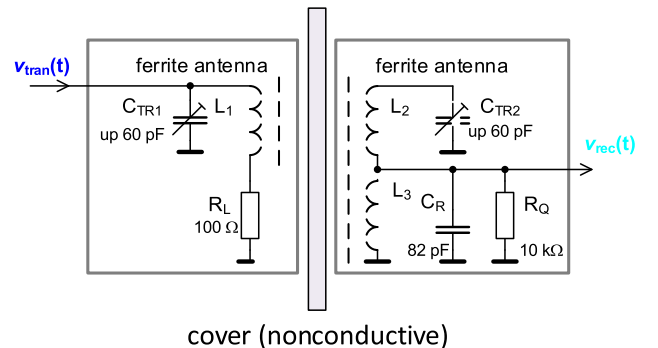 v_tran(t)
ferrite antenna
C_TR1
L_1
up 60 pF
R_L
100 Ω
ferrite antenna
L_2
C_TR2
up 60 pF
v_rec(t)
L_3
C_R
82 pF
R_Q
10 kΩ
cover (nonconductive)